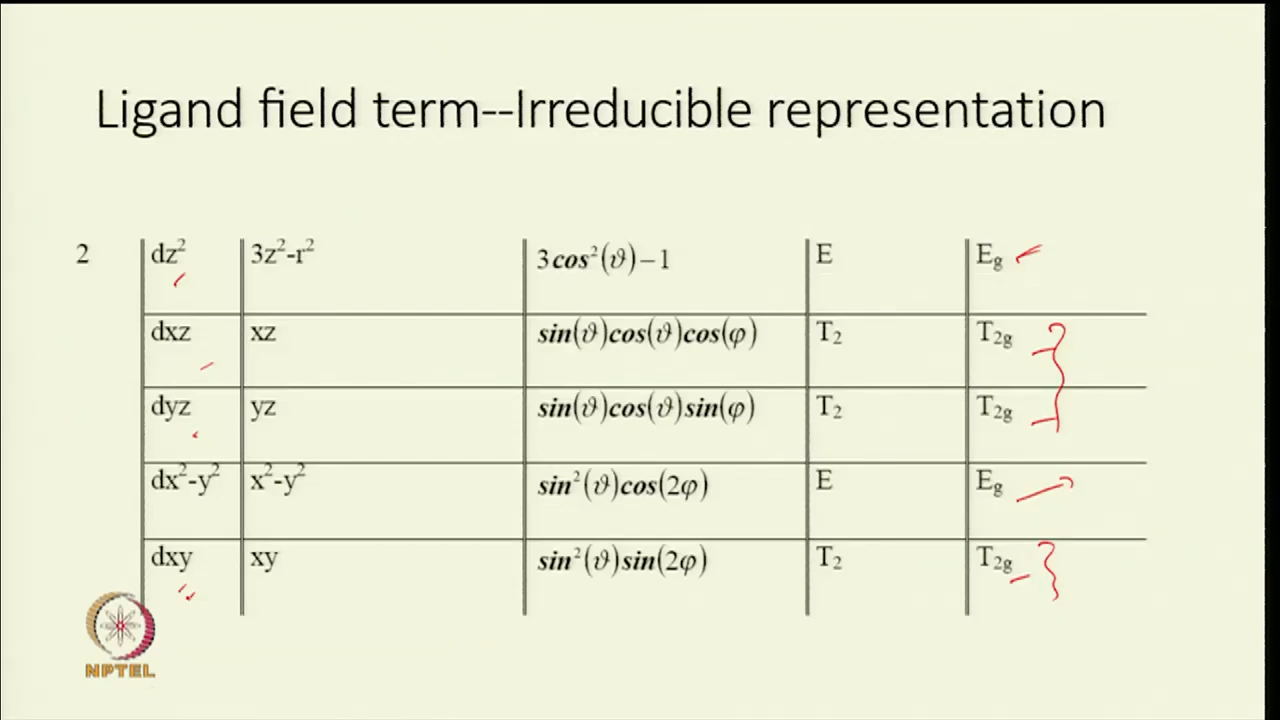 Ligand field term--Irreducible representation
2 dz² 3z²-r² 3cos²(ϑ)−1 E Eg
dxz xz sin(ϑ)cos(ϑ)cos(φ) T₂ T₂g
dyz yz sin(ϑ)cos(ϑ)sin(φ) T₂ T₂g
dx²-y² x²-y² sin²(ϑ)cos(2φ) E Eg
dxy xy sin²(ϑ)sin(2φ) T₂ T₂g
NPTEL